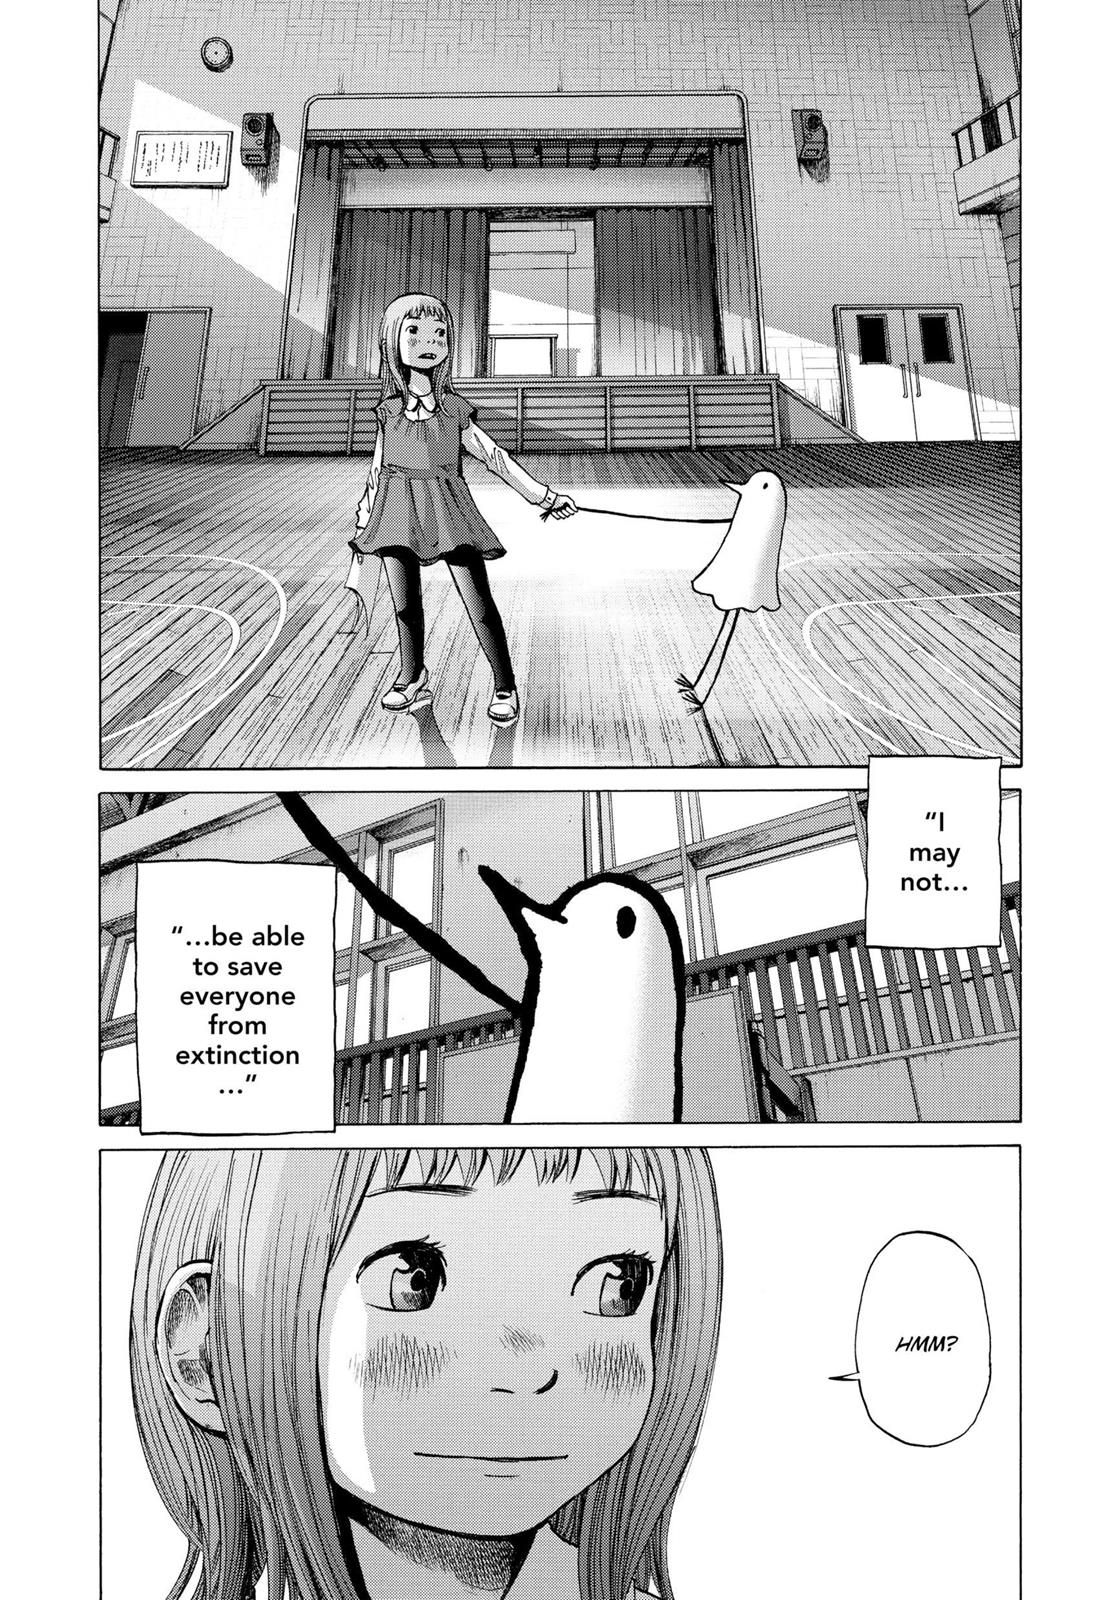 “I
may
not…
“…be able
to save
everyone
from
extinction
…”
HMM?